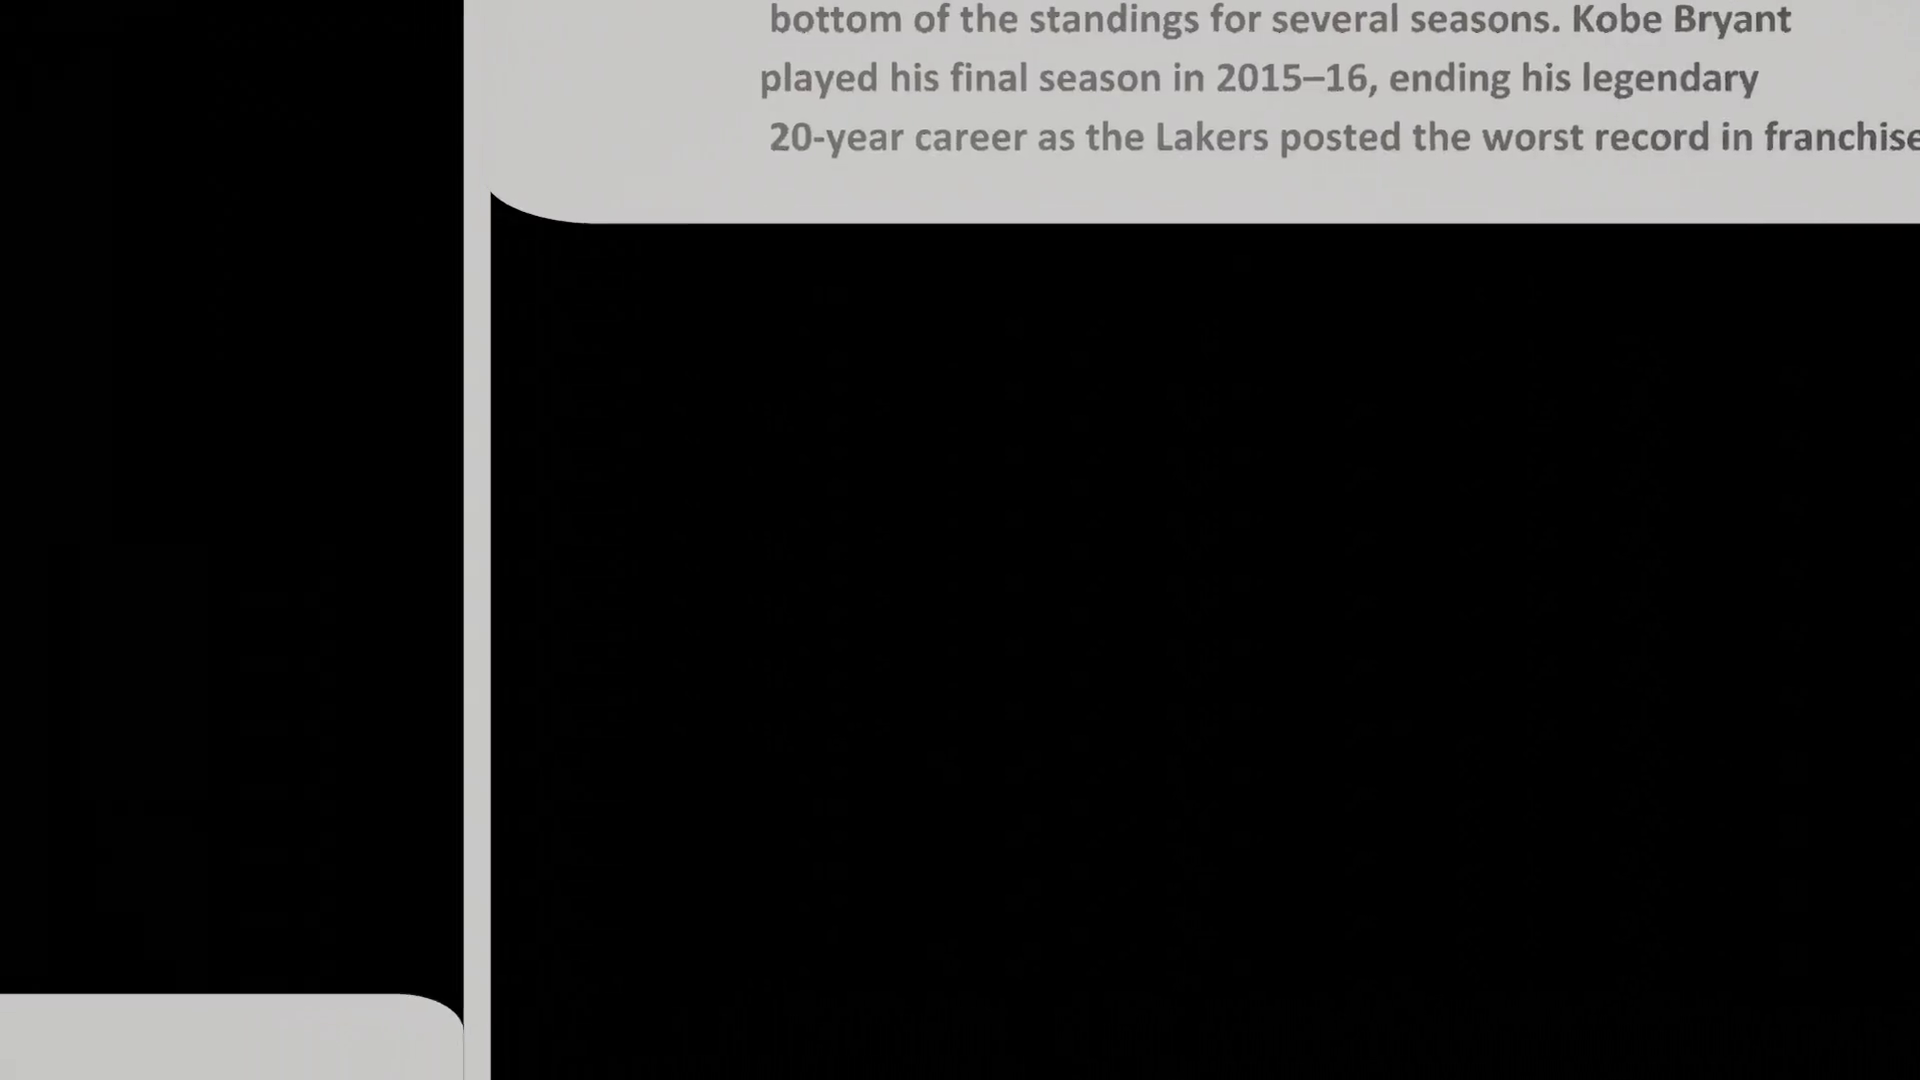 bottom of the standings for several seasons. Kobe Bryant
played his final season in 2015–16, ending his legendary
20-year career as the Lakers posted the worst record in franchise